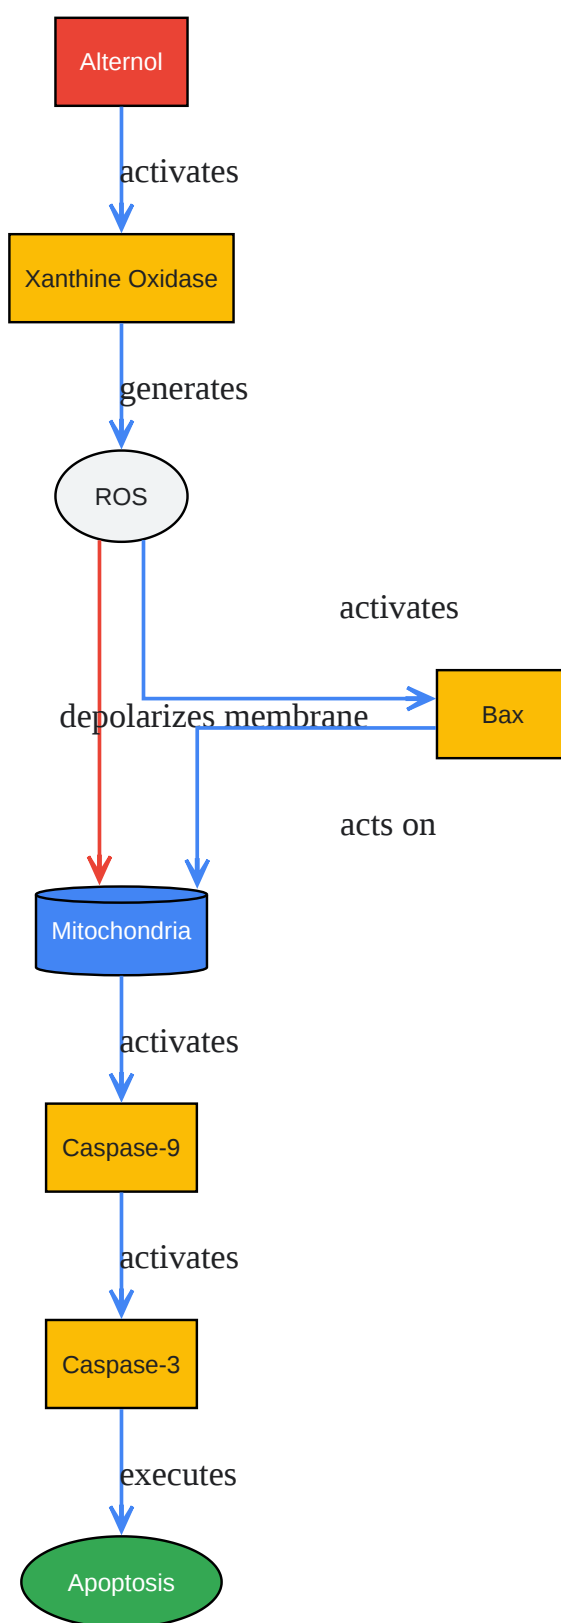 Alternol
activates
Xanthine Oxidase
generates
ROS
activates
Bax
depolarizes membrane
acts on
Mitochondria
activates
Caspase-9
activates
Caspase-3
executes
Apoptosis